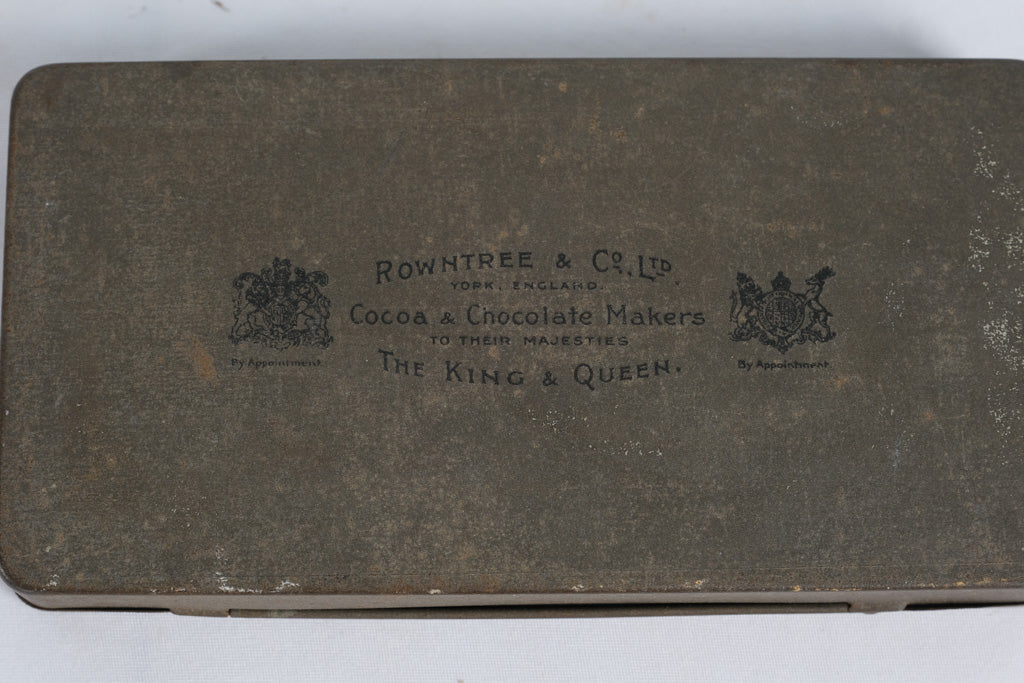 ROWNTREE & Co. LTD.
YORK, ENGLAND.
Cocoa & Chocolate Makers
TO THEIR MAJESTIES
THE KING & QUEEN.
By Appointment.
By Appointment.